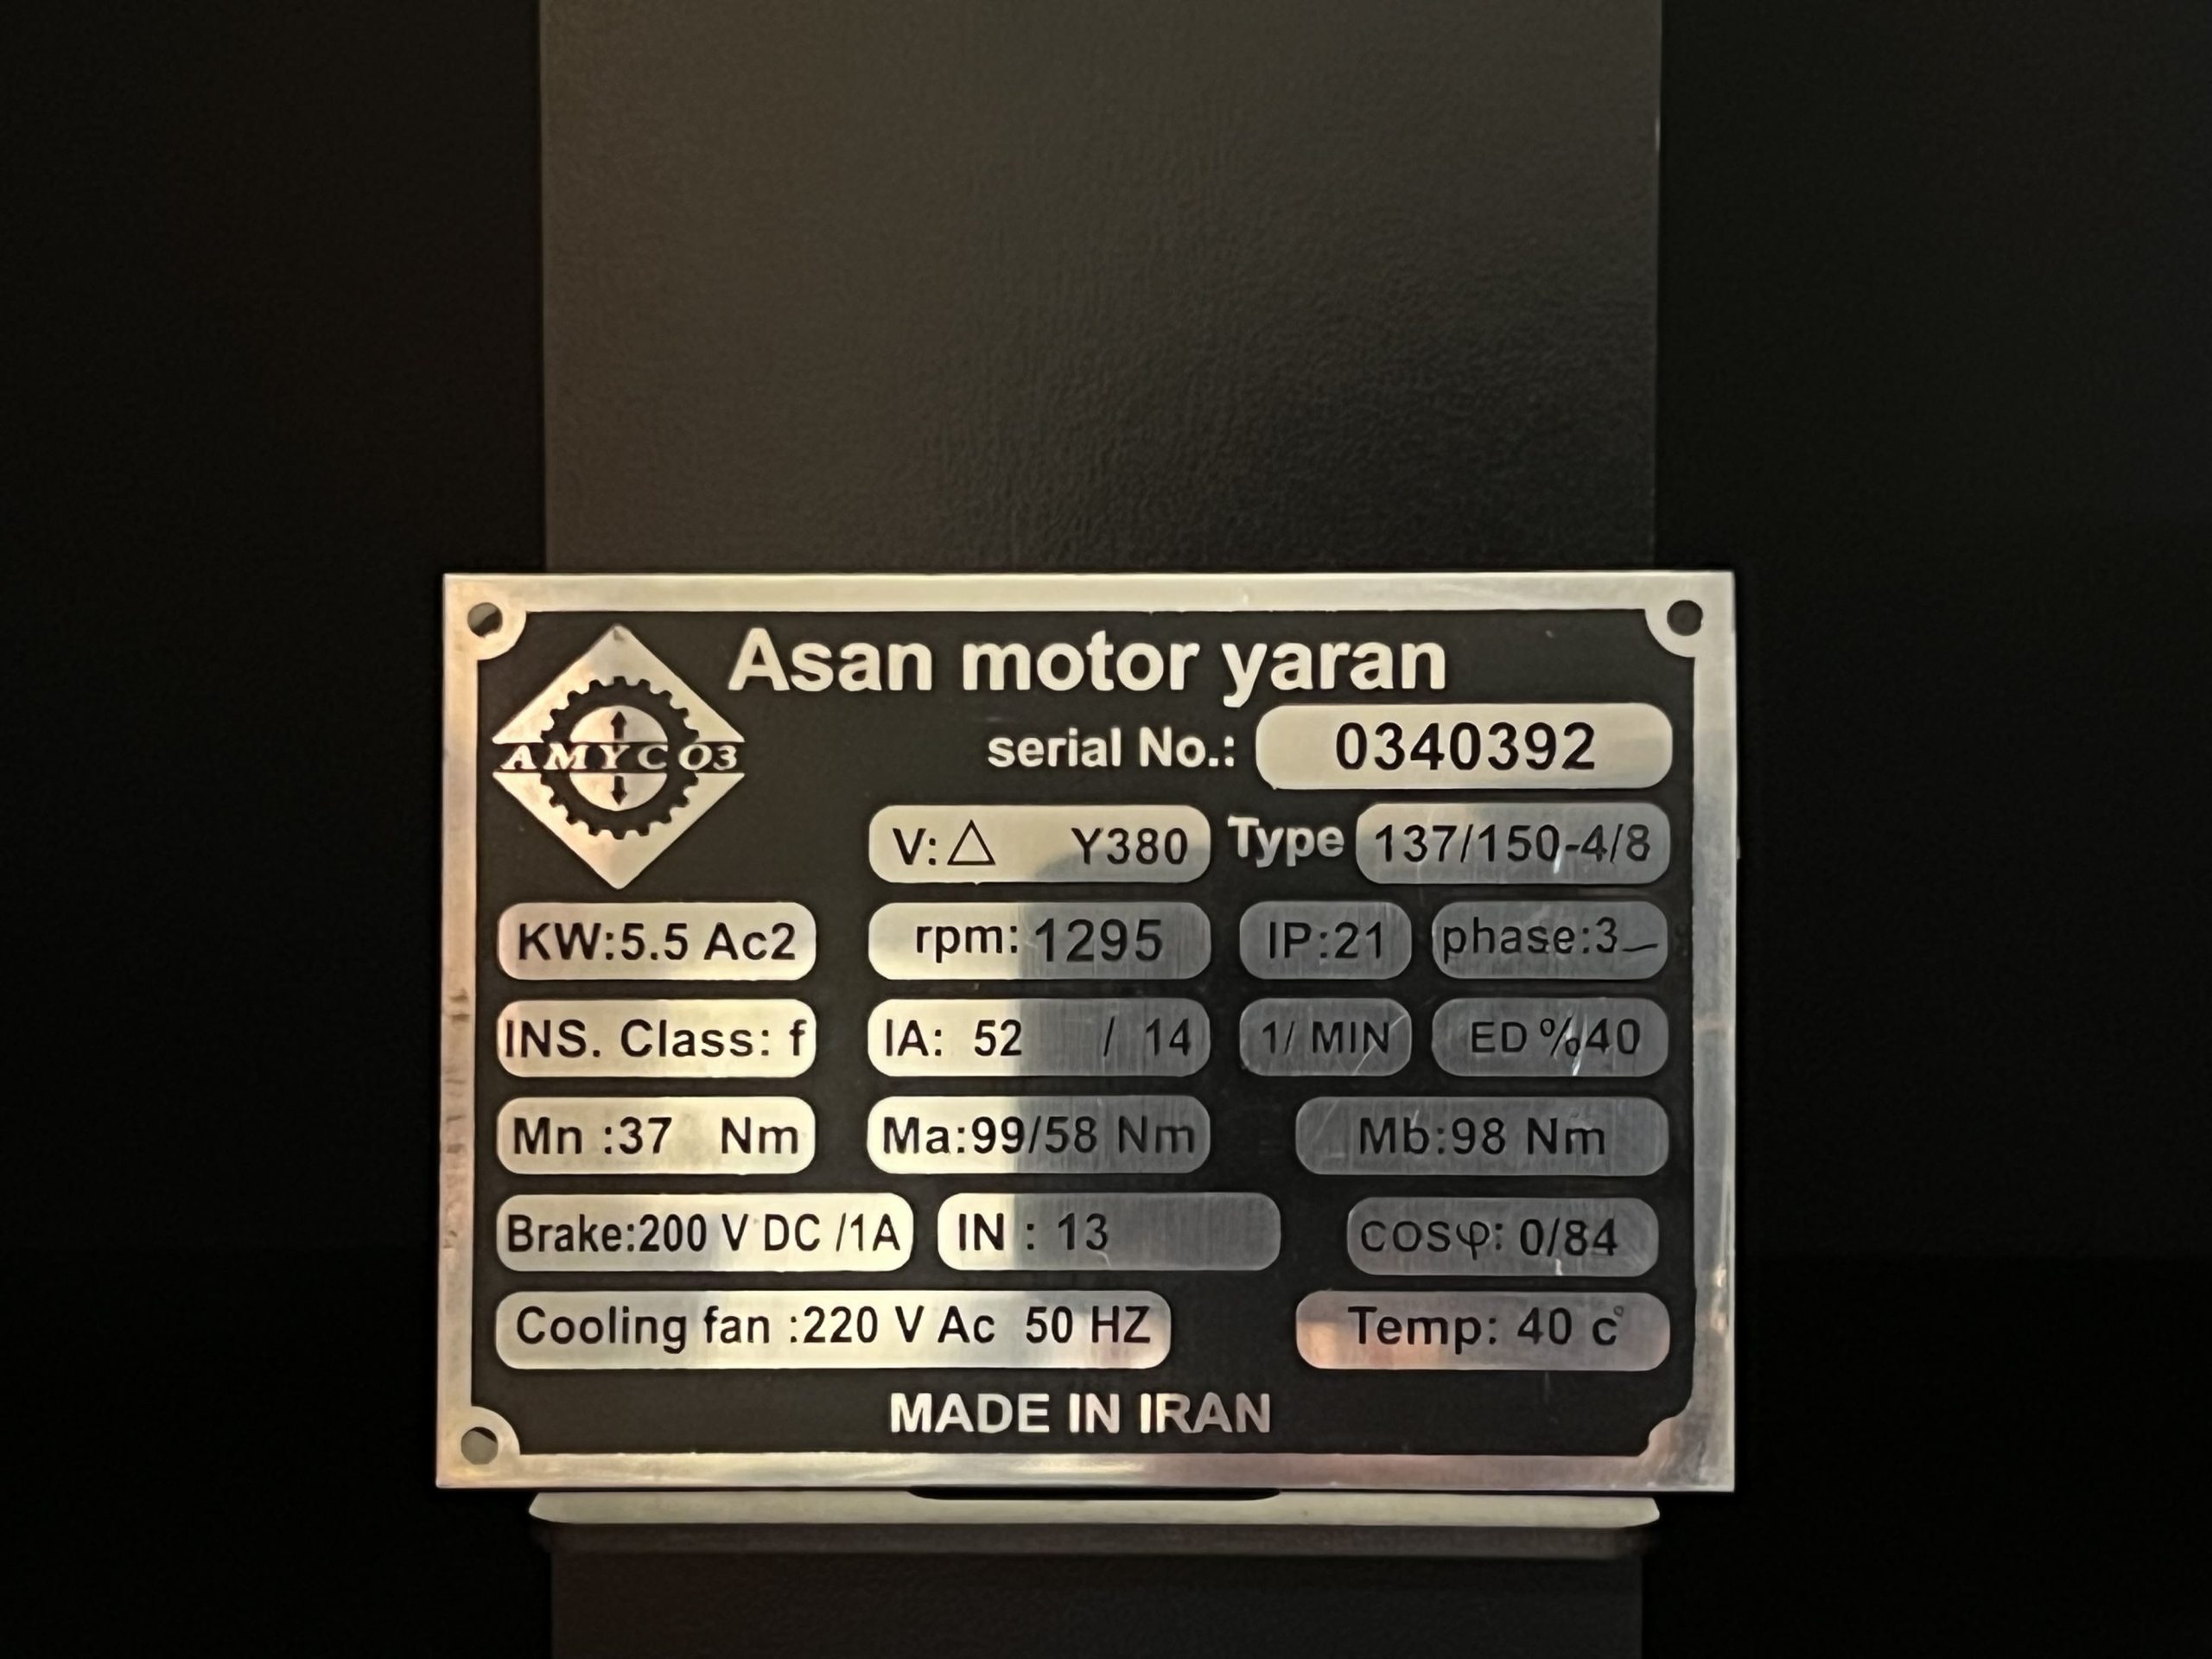 Asan motor yaran
AMYCO3
serial No.: 0340392
V:△ Y380 Type 137/150-4/8
KW:5.5 Ac2 rpm: 1295 IP:21 phase:3~
INS. Class: f IA: 52 / 14 1/ MIN ED %40
Mn :37 Nm Ma:99/58 Nm Mb:98 Nm
Brake:200 V DC /1A IN : 13 cosφ: 0/84
Cooling fan :220 V Ac 50 HZ Temp: 40 c°
MADE IN IRAN